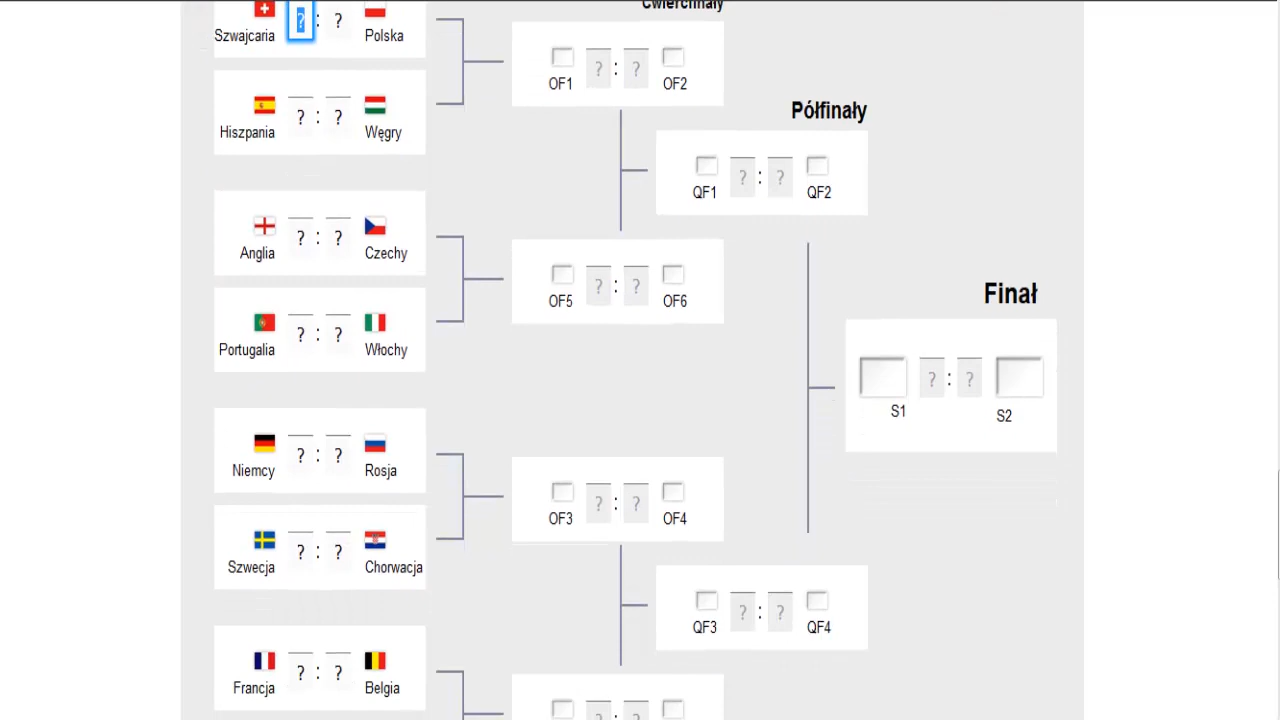 Ćwierćfinały
? : ?
Szwajcaria Polska
? : ?
OF1 OF2
Półfinały
? : ?
Hiszpania Węgry
? : ?
QF1 QF2
? : ?
Anglia Czechy
? : ?
OF5 OF6
Finał
? : ?
Portugalia Włochy
? : ?
S1 S2
? : ?
Niemcy Rosja
? : ?
OF3 OF4
? : ?
Szwecja Chorwacja
? : ?
QF3 QF4
? : ?
Francja Belgia
? : ?